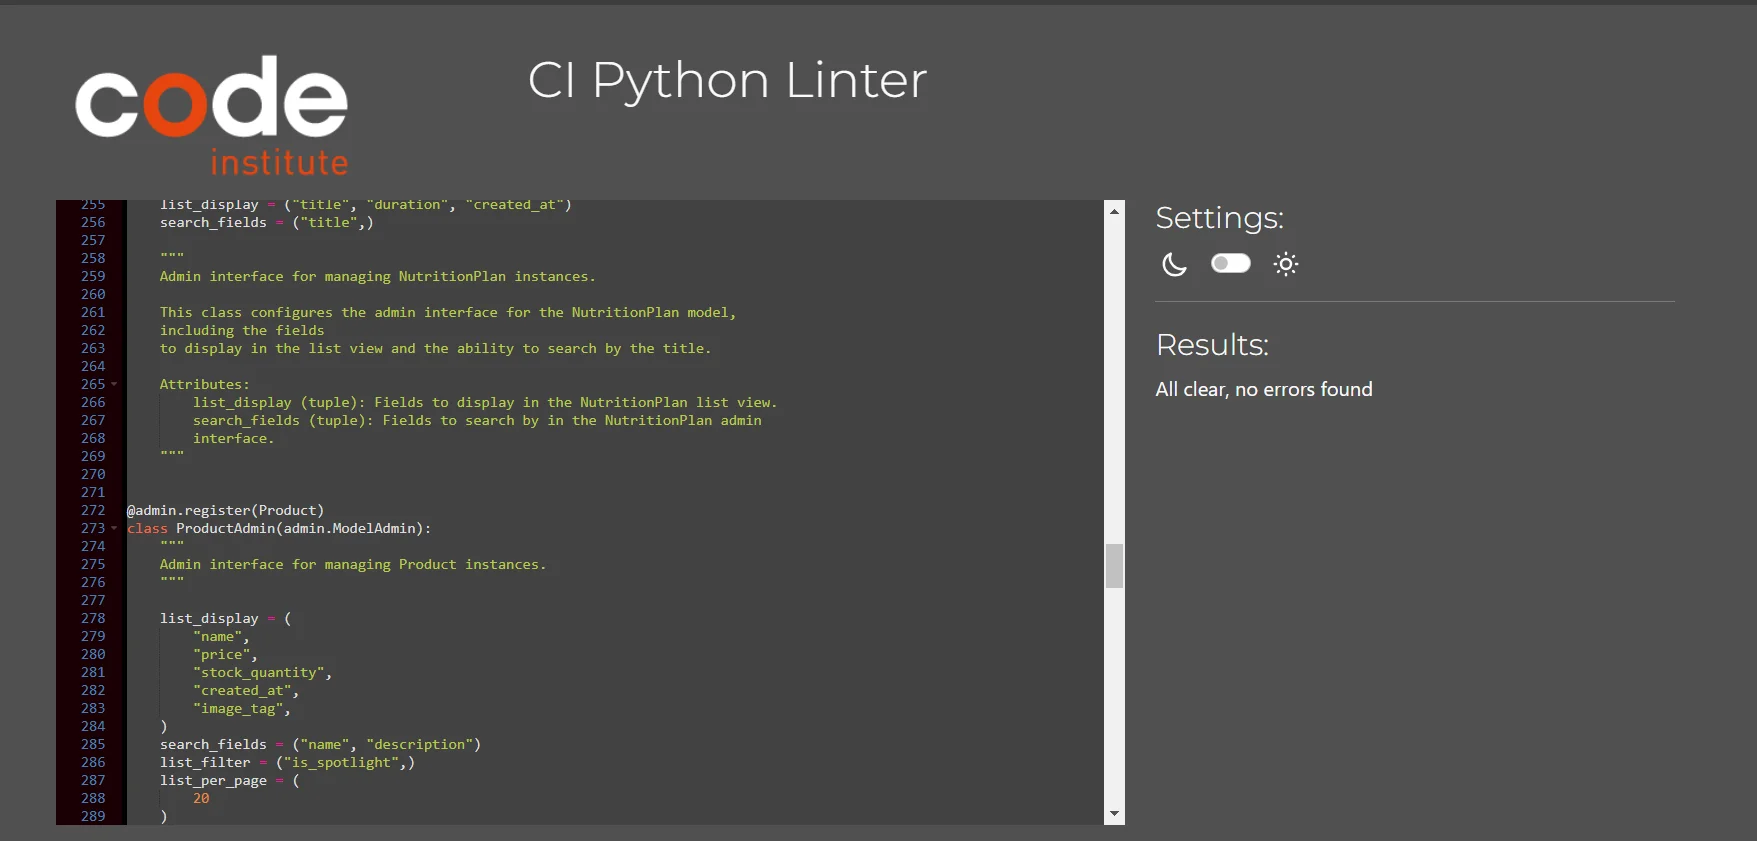 code
institute
CI Python Linter
255 list_display = ("title", "duration", "created_at")
256 search_fields = ("title",)
257
258 """
259 Admin interface for managing NutritionPlan instances.
260
261 This class configures the admin interface for the NutritionPlan model,
262 including the fields
263 to display in the list view and the ability to search by the title.
264
265 Attributes:
266 list_display (tuple): Fields to display in the NutritionPlan list view.
267 search_fields (tuple): Fields to search by in the NutritionPlan admin
268 interface.
269 """
270
271
272 @admin.register(Product)
273 class ProductAdmin(admin.ModelAdmin):
274 """
275 Admin interface for managing Product instances.
276 """
277
278 list_display = (
279 "name",
280 "price",
281 "stock_quantity",
282 "created_at",
283 "image_tag",
284 )
285 search_fields = ("name", "description")
286 list_filter = ("is_spotlight",)
287 list_per_page = (
288 20
289 )
Settings:
Results:
All clear, no errors found